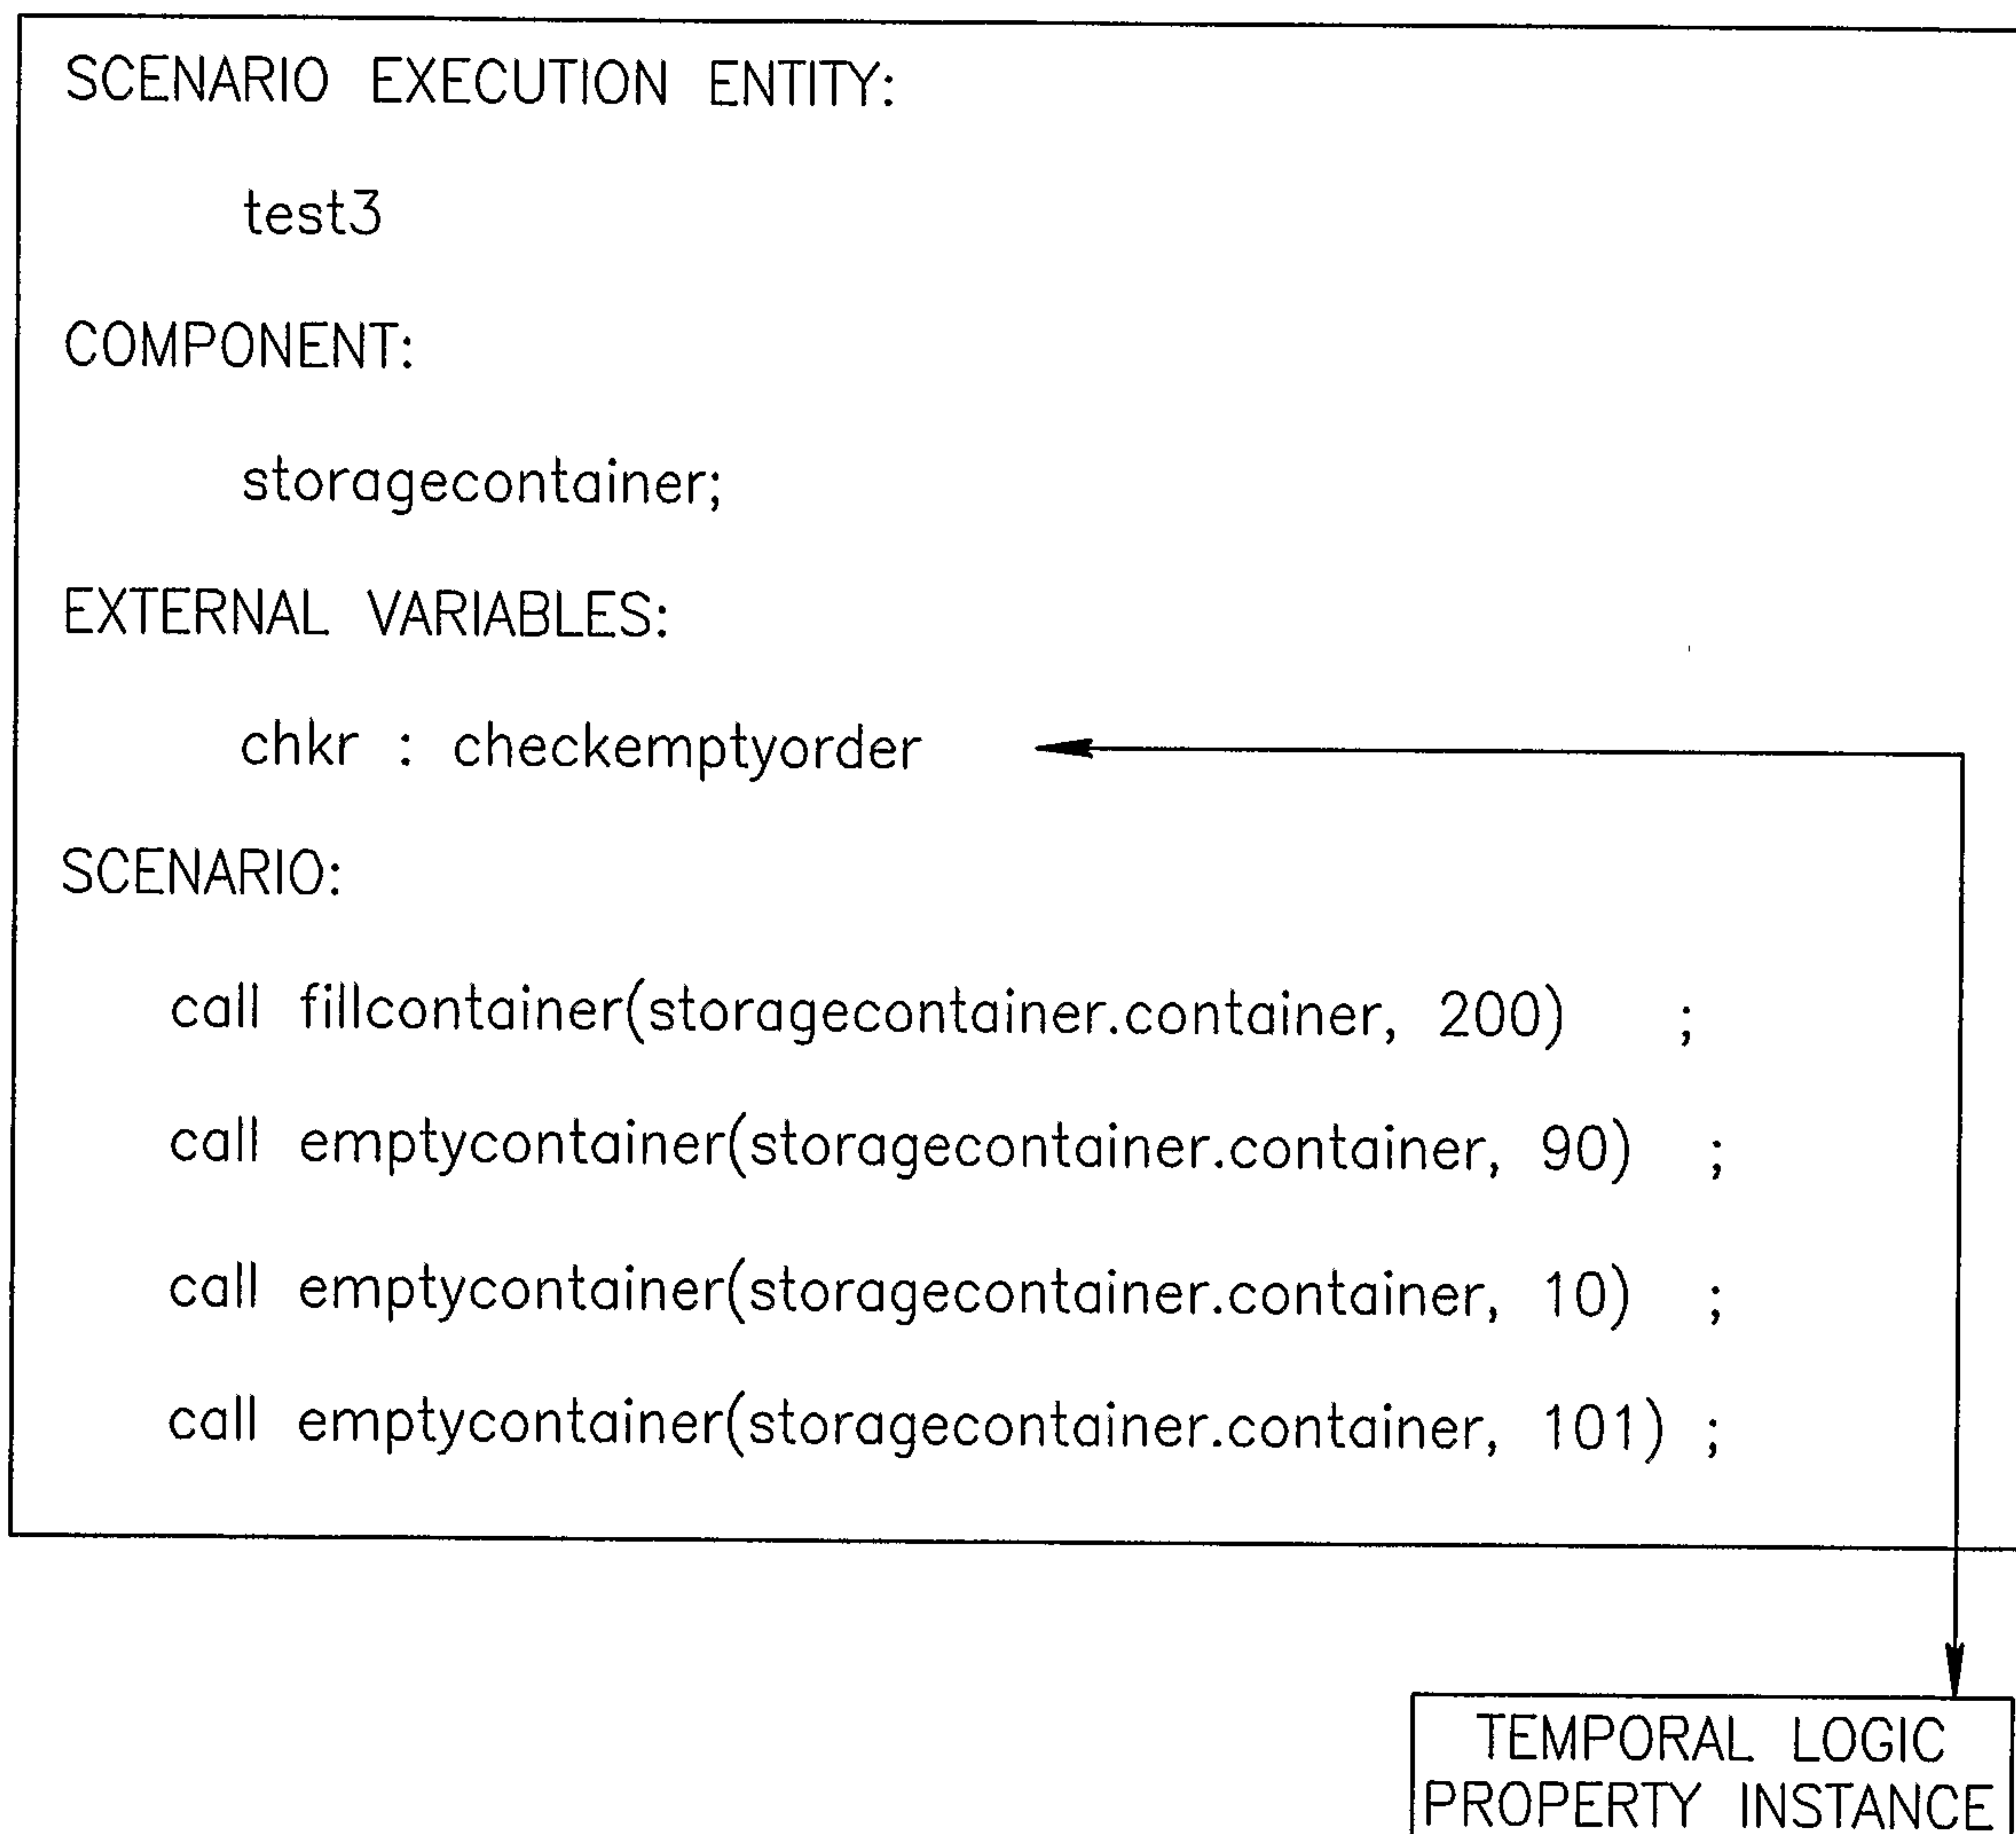 SCENARIO EXECUTION ENTITY:
test3
COMPONENT:
storagecontainer;
EXTERNAL VARIABLES:
chkr : checkemptyorder
SCENARIO:
call fillcontainer(storagecontainer.container, 200) ;
call emptycontainer(storagecontainer.container, 90) ;
call emptycontainer(storagecontainer.container, 10) ;
call emptycontainer(storagecontainer.container, 101) ;
TEMPORAL LOGIC
PROPERTY INSTANCE